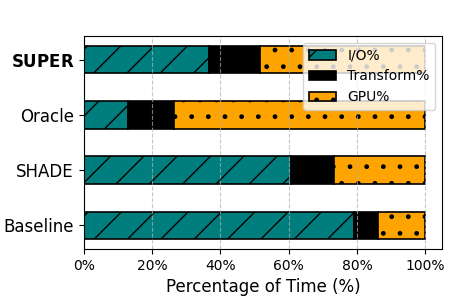 SUPER
Oracle
SHADE
Baseline
I/O%
Transform%
GPU%
0% 20% 40% 60% 80% 100%
Percentage of Time (%)